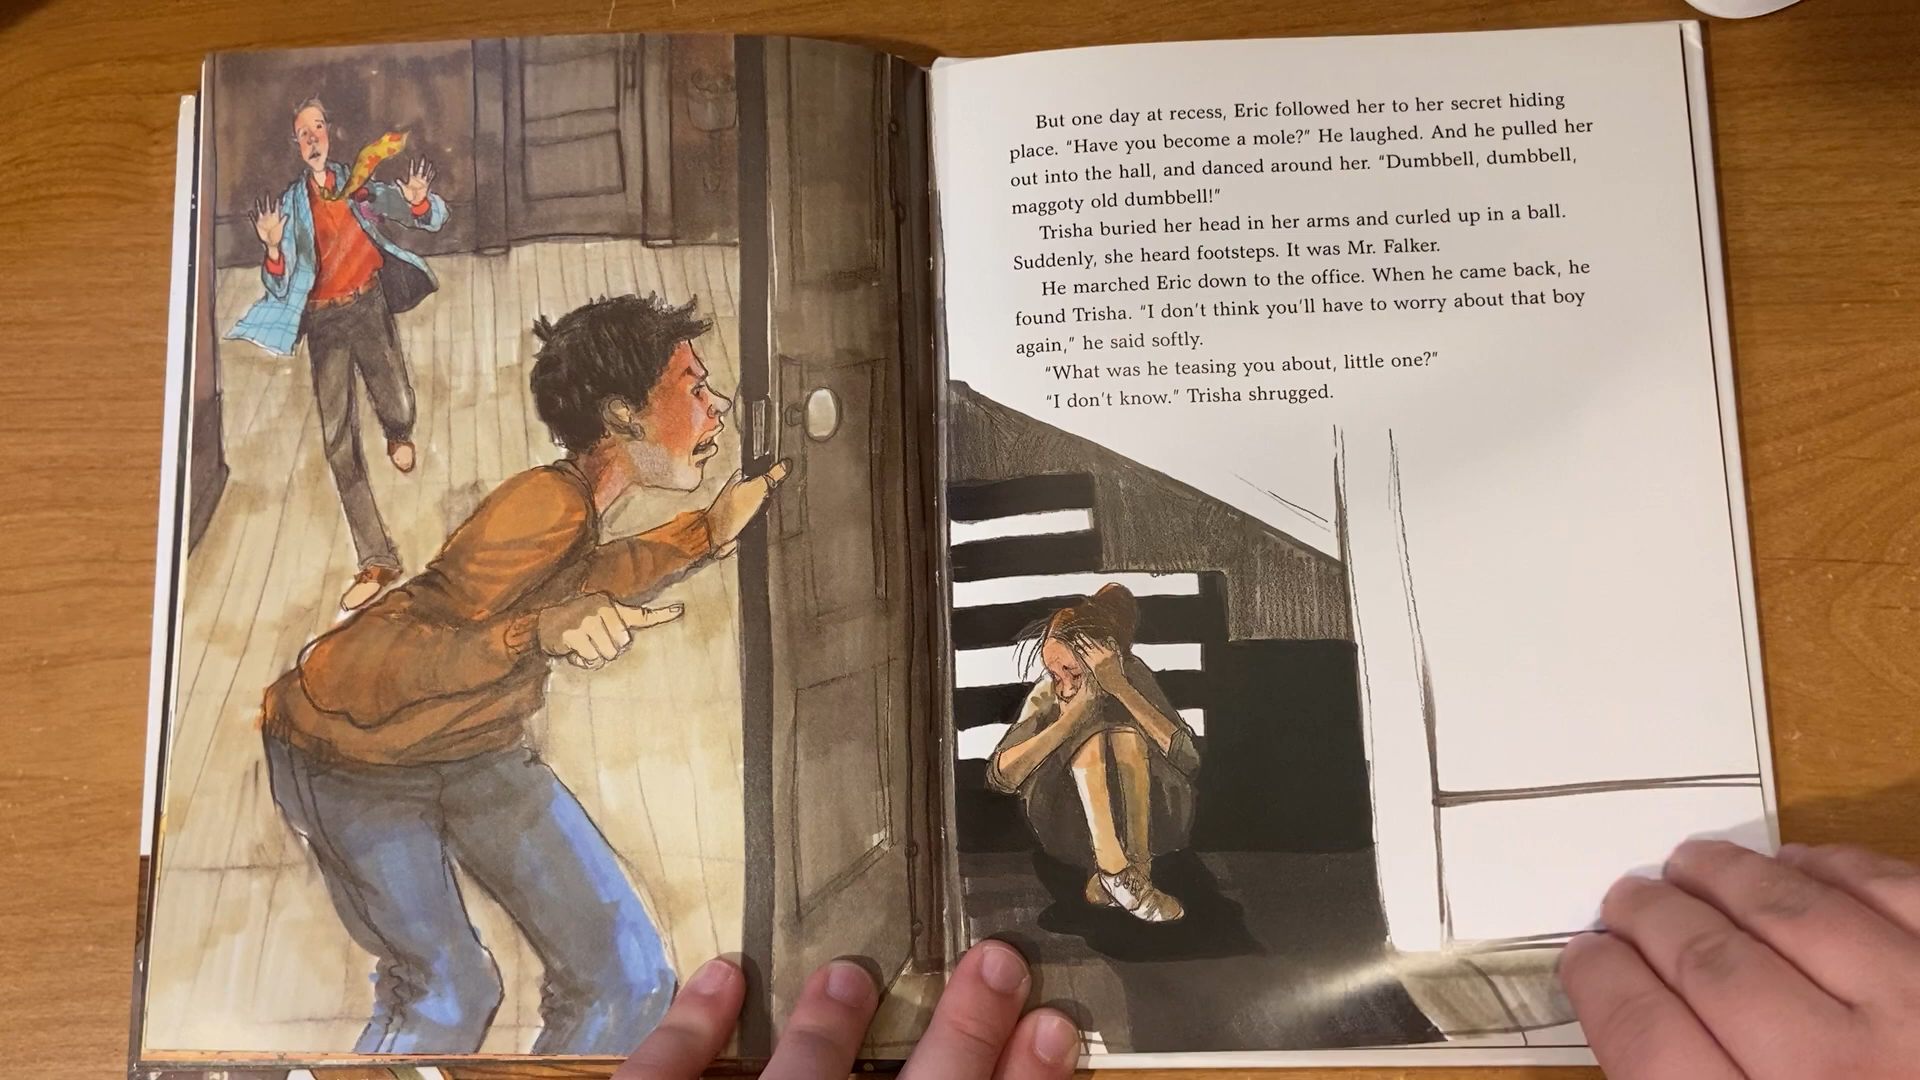 But one day at recess, Eric followed her to her secret hiding
place. "Have you become a mole?" He laughed. And he pulled her
out into the hall, and danced around her. "Dumbbell, dumbbell,
maggoty old dumbbell!"
Trisha buried her head in her arms and curled up in a ball.
Suddenly, she heard footsteps. It was Mr. Falker.
He marched Eric down to the office. When he came back, he
found Trisha. "I don't think you'll have to worry about that boy
again," he said softly.
"What was he teasing you about, little one?"
"I don't know." Trisha shrugged.